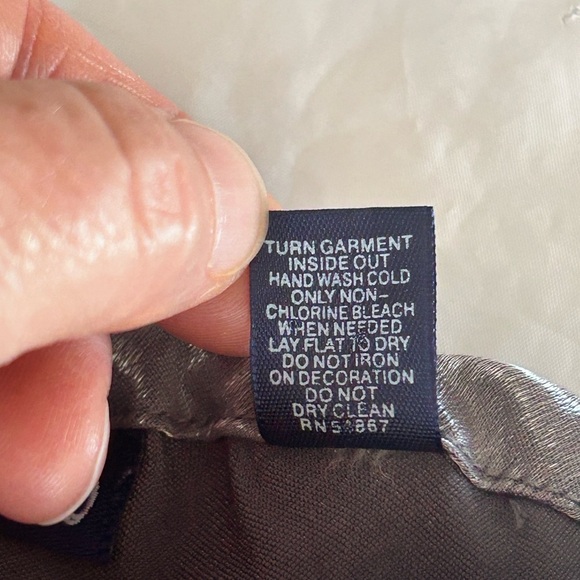 TURN GARMENT
INSIDE OUT
HAND WASH COLD
ONLY NON-
CHLORINE BLEACH
WHEN NEEDED
LAY FLAT TO DRY
DO NOT IRON
ON DECORATION
DO NOT
DRY CLEAN